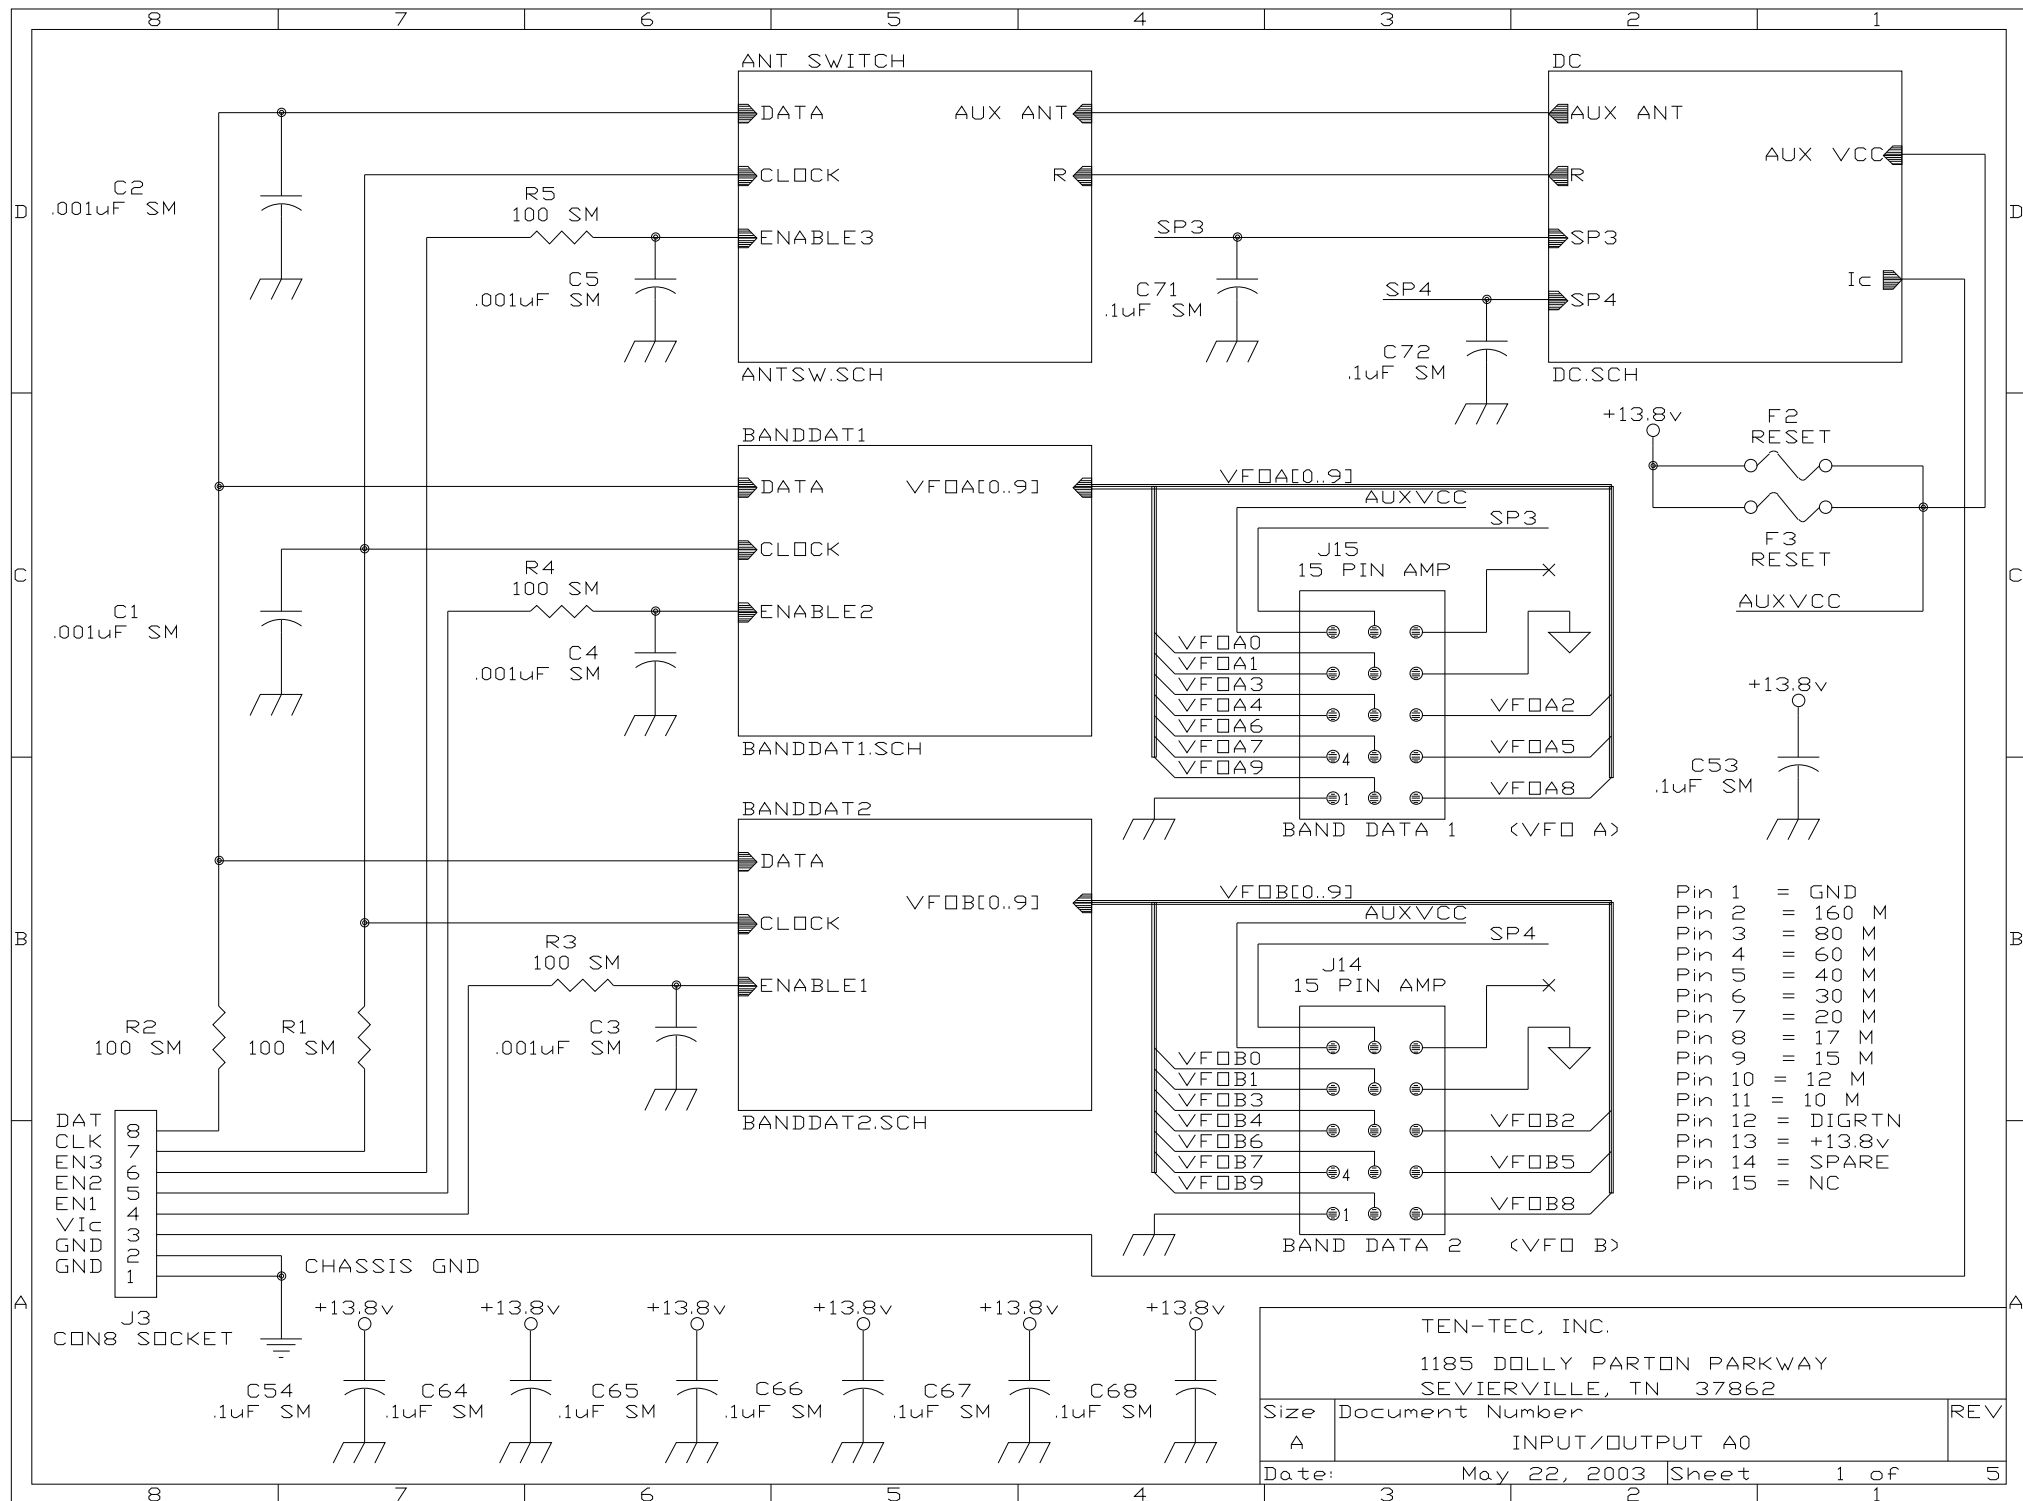 8 7 6 5 4 3 2 1
ANT SWITCH
DATA
AUX ANT
CLOCK
R
ENABLE3
ANTSW.SCH
DC
AUX ANT
AUX VCC
R
SP3
Ic
SP4
DC.SCH
C2
.001uF SM
R5
100 SM
C5
.001uF SM
SP3
C71
.1uF SM
SP4
C72
.1uF SM
D
D
+13.8v
F2
RESET
F3
RESET
AUXVCC
BANDDAT1
DATA
VFOA[0..9]
CLOCK
ENABLE2
BANDDAT1.SCH
C
C
C1
.001uF SM
R4
100 SM
C4
.001uF SM
VFOA[0..9]
AUXVCC
SP3
J15
15 PIN AMP
VFOA0
VFOA1
VFOA3
VFOA4
VFOA6
VFOA7
VFOA9
VFOA2
VFOA5
VFOA8
4
1
BAND DATA 1 (VFO A)
+13.8v
C53
.1uF SM
BANDDAT2
DATA
VFOB[0..9]
CLOCK
ENABLE1
BANDDAT2.SCH
B
B
R3
100 SM
C3
.001uF SM
R2
100 SM
R1
100 SM
VFOB[0..9]
AUXVCC
SP4
J14
15 PIN AMP
VFOB0
VFOB1
VFOB3
VFOB4
VFOB6
VFOB7
VFOB9
VFOB2
VFOB5
VFOB8
4
1
BAND DATA 2 (VFO B)
Pin 1 = GND
Pin 2 = 160 M
Pin 3 = 80 M
Pin 4 = 60 M
Pin 5 = 40 M
Pin 6 = 30 M
Pin 7 = 20 M
Pin 8 = 17 M
Pin 9 = 15 M
Pin 10 = 12 M
Pin 11 = 10 M
Pin 12 = DIGRTN
Pin 13 = +13.8v
Pin 14 = SPARE
Pin 15 = NC
DAT 8
CLK 7
EN3 6
EN2 5
EN1 4
VIc 3
GND 2
GND 1
J3
CON8 SOCKET
CHASSIS GND
A
A
+13.8v
C54
.1uF SM
+13.8v
C64
.1uF SM
+13.8v
C65
.1uF SM
+13.8v
C66
.1uF SM
+13.8v
C67
.1uF SM
+13.8v
C68
.1uF SM
TEN-TEC, INC.
1185 DOLLY PARTON PARKWAY
SEVIERVILLE, TN 37862
Size Document Number REV
A INPUT/OUTPUT A0
Date: May 22, 2003 Sheet 1 of 5
8 7 6 5 4 3 2 1